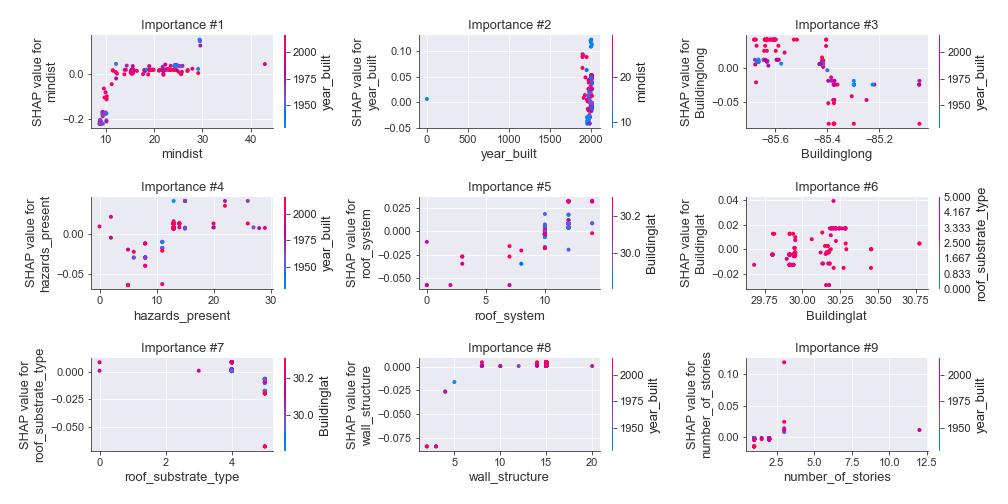 Importance #1
SHAP value for
mindist
0.0
−0.2
10
20
30
40
mindist
2000
1975
1950
year_built
Importance #2
SHAP value for
year_built
0.10
0.05
0.00
−0.05
0
500
1000
1500
2000
year_built
20
10
mindist
Importance #3
SHAP value for
Buildinglong
0.00
−0.05
−85.6
−85.4
−85.2
Buildinglong
2000
1975
1950
year_built
Importance #4
SHAP value for
hazards_present
0.00
−0.05
0
10
20
30
hazards_present
2000
1975
1950
year_built
Importance #5
SHAP value for
roof_system
0.025
0.000
−0.025
−0.050
0
5
10
roof_system
30.2
30.0
Buildinglat
Importance #6
SHAP value for
Buildinglat
0.04
0.02
0.00
−0.02
29.75
30.00
30.25
30.50
30.75
Buildinglat
5.000
4.167
3.333
2.500
1.667
0.833
0.000
roof_substrate_type
Importance #7
SHAP value for
roof_substrate_type
0.000
−0.025
−0.050
0
2
4
roof_substrate_type
30.2
30.0
Buildinglat
Importance #8
SHAP value for
wall_structure
0.000
−0.025
−0.050
−0.075
5
10
15
20
wall_structure
2000
1975
1950
year_built
Importance #9
SHAP value for
number_of_stories
0.10
0.05
0.00
2.5
5.0
7.5
10.0
12.5
number_of_stories
2000
1975
1950
year_built